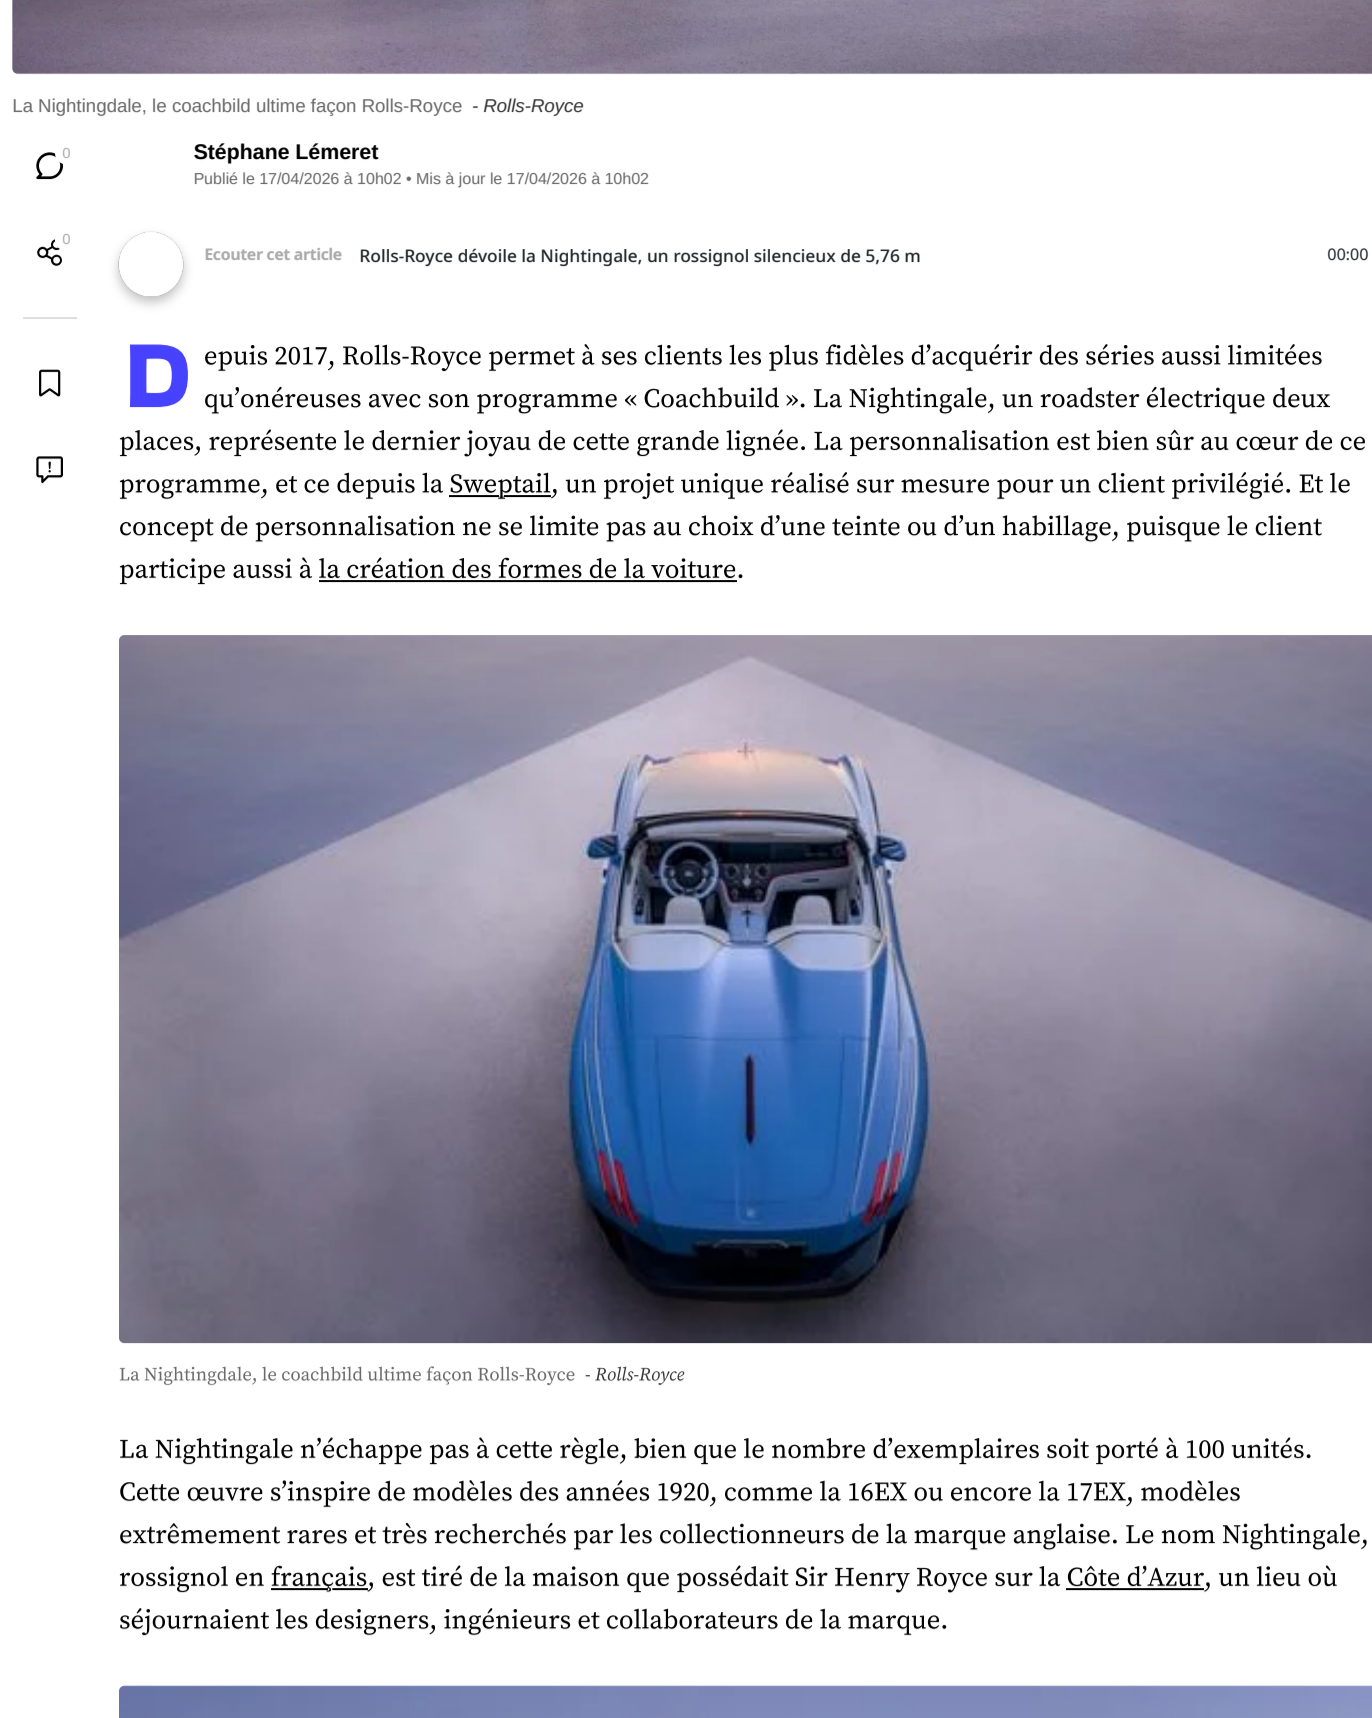 La Nightingdale, le coachbild ultime façon Rolls-Royce - Rolls-Royce
0
Stéphane Lémeret
Publié le 17/04/2026 à 10h02 • Mis à jour le 17/04/2026 à 10h02
0
Ecouter cet article Rolls-Royce dévoile la Nightingale, un rossignol silencieux de 5,76 m 00:00
Depuis 2017, Rolls-Royce permet à ses clients les plus fidèles d’acquérir des séries aussi limitées
qu’onéreuses avec son programme « Coachbuild ». La Nightingale, un roadster électrique deux
places, représente le dernier joyau de cette grande lignée. La personnalisation est bien sûr au cœur de ce
programme, et ce depuis la Sweptail, un projet unique réalisé sur mesure pour un client privilégié. Et le
concept de personnalisation ne se limite pas au choix d’une teinte ou d’un habillage, puisque le client
participe aussi à la création des formes de la voiture.
La Nightingdale, le coachbild ultime façon Rolls-Royce - Rolls-Royce
La Nightingale n’échappe pas à cette règle, bien que le nombre d’exemplaires soit porté à 100 unités.
Cette œuvre s’inspire de modèles des années 1920, comme la 16EX ou encore la 17EX, modèles
extrêmement rares et très recherchés par les collectionneurs de la marque anglaise. Le nom Nightingale,
rossignol en français, est tiré de la maison que possédait Sir Henry Royce sur la Côte d’Azur, un lieu où
séjournaient les designers, ingénieurs et collaborateurs de la marque.